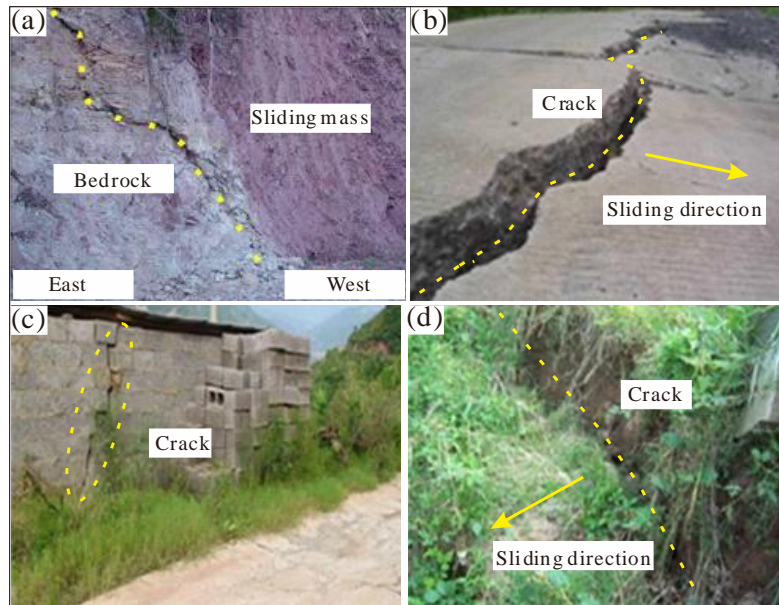 (a)
Sliding mass
Bedrock
East
West
(b)
Crack
Sliding direction
(c)
Crack
(d)
Crack
Sliding direction